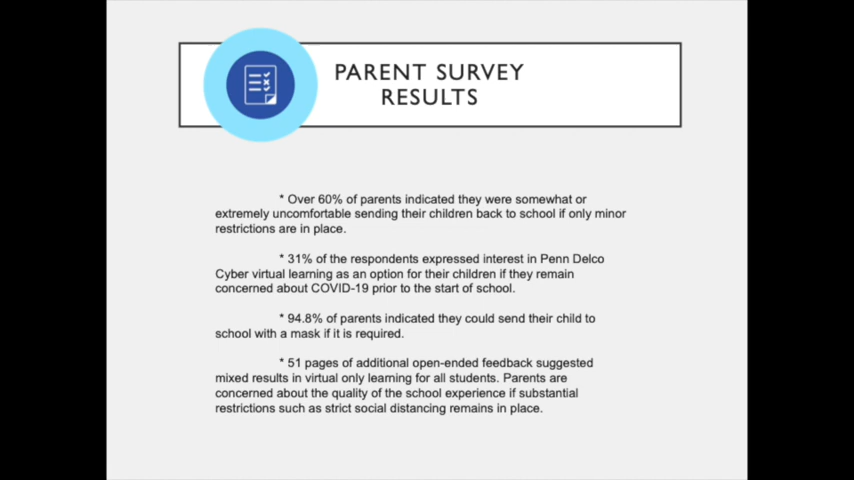 PARENT SURVEY
RESULTS
* Over 60% of parents indicated they were somewhat or
extremely uncomfortable sending their children back to school if only minor
restrictions are in place.
* 31% of the respondents expressed interest in Penn Delco
Cyber virtual learning as an option for their children if they remain
concerned about COVID-19 prior to the start of school.
* 94.8% of parents indicated they could send their child to
school with a mask if it is required.
* 51 pages of additional open-ended feedback suggested
mixed results in virtual only learning for all students. Parents are
concerned about the quality of the school experience if substantial
restrictions such as strict social distancing remains in place.